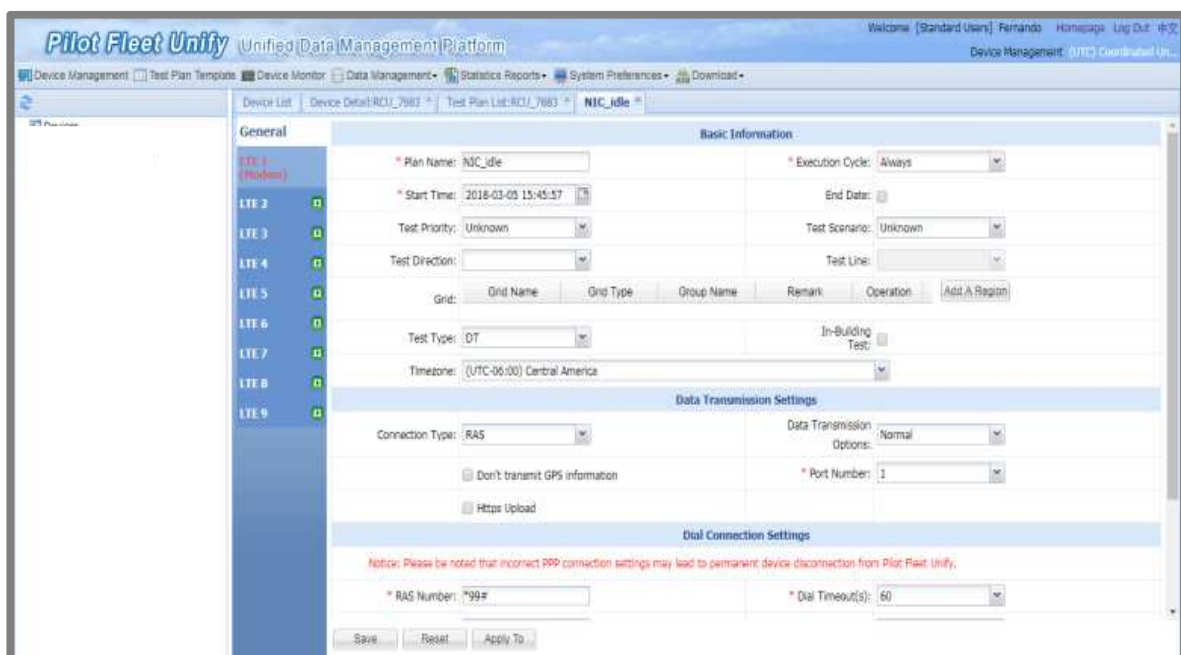 Pilot Fleet Unify Unified Data Management Platform
Welcome [Standard Users] Fernando Homepage Log Out 中文
Device Management (UTC) Coordinated Un...
Device Management Test Plan Template Device Monitor Data Management Statistics Reports System Preferences Download
Device List Device Detail:RCU_7683 Test Plan List:RCU_7683 NIC_idle
Devices
General
LTE 1
(Modem)
LTE 2
LTE 3
LTE 4
LTE 5
LTE 6
LTE 7
LTE 8
LTE 9
Basic Information
* Plan Name: NIC_idle * Execution Cycle: Always
* Start Time: 2018-03-05 15:45:57 End Date:
Test Priority: Unknown Test Scenario: Unknown
Test Direction: Test Line:
Grid: Grid Name Grid Type Group Name Remark Operation Add A Region
Test Type: DT In-Building Test:
Timezone: (UTC-06:00) Central America
Data Transmission Settings
Connection Type: RAS Data Transmission Options: Normal
Don't transmit GPS information * Port Number: 1
Https Upload
Dial Connection Settings
Notice: Please be noted that incorrect PPP connection settings may lead to permanent device disconnection from Pilot Fleet Unify.
* RAS Number: *99# * Dial Timeout(s): 60
Save Reset Apply To